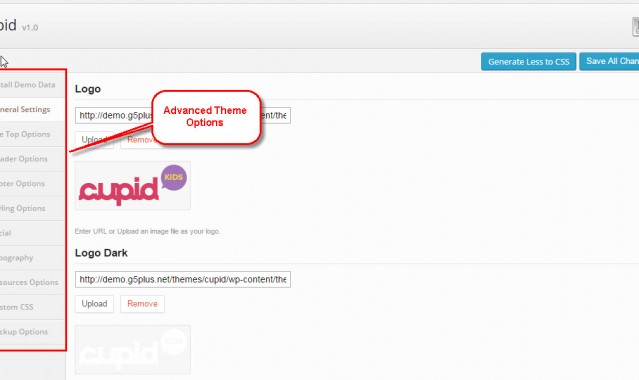 pid v1.0
Generate Less to CSS
Save All Chan
stall Demo Data
neral Settings
ge Top Options
ader Options
oter Options
yling Options
cial
pography
sources Options
stom CSS
ckup Options
Advanced Theme
Options
Logo
http://demo.g5plus
ntent/the
Upload
Remove
cupid
KIDS
Enter URL or Upload an image file as your logo.
Logo Dark
http://demo.g5plus.net/themes/cupid/wp-content/the
Upload
Remove
cupid